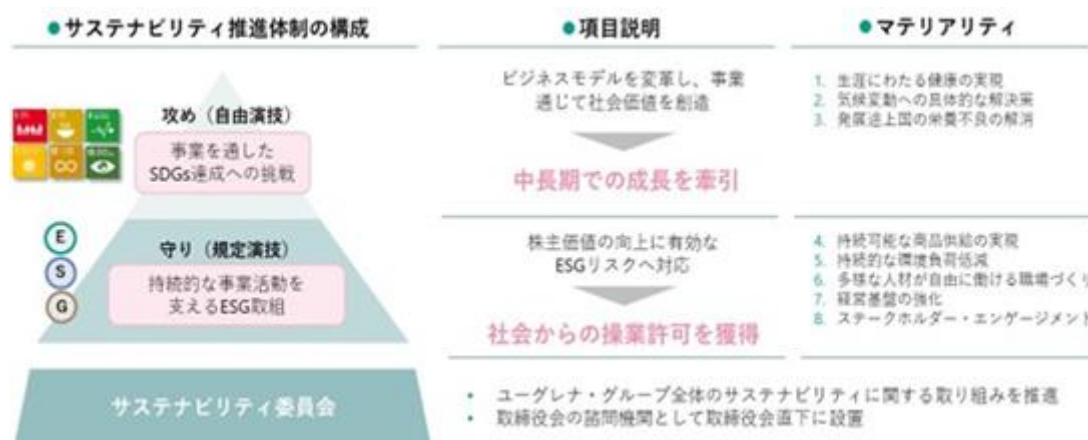 ●サステナビリティ推進体制の構成
攻め（自由演技）
事業を通した
SDGs達成への挑戦
E
S
G
守り（規定演技）
持続的な事業活動を
支えるESG取組
サステナビリティ委員会
●項目説明
ビジネスモデルを変革し、事業
通じて社会価値を創造
中長期での成長を牽引
株主価値の向上に有効な
ESGリスクへ対応
社会からの操業許可を獲得
●マテリアリティ
1. 生涯にわたる健康の実現
2. 気候変動への具体的な解決策
3. 発展途上国の栄養不良の解消
4. 持続可能な商品供給の実現
5. 持続的な環境負荷低減
6. 多様な人材が自由に働ける職場づくり
7. 経営基盤の強化
8. ステークホルダー・エンゲージメント
• ユーグレナ・グループ全体のサステナビリティに関する取り組みを推進
• 取締役会の諮問機関として取締役会直下に設置